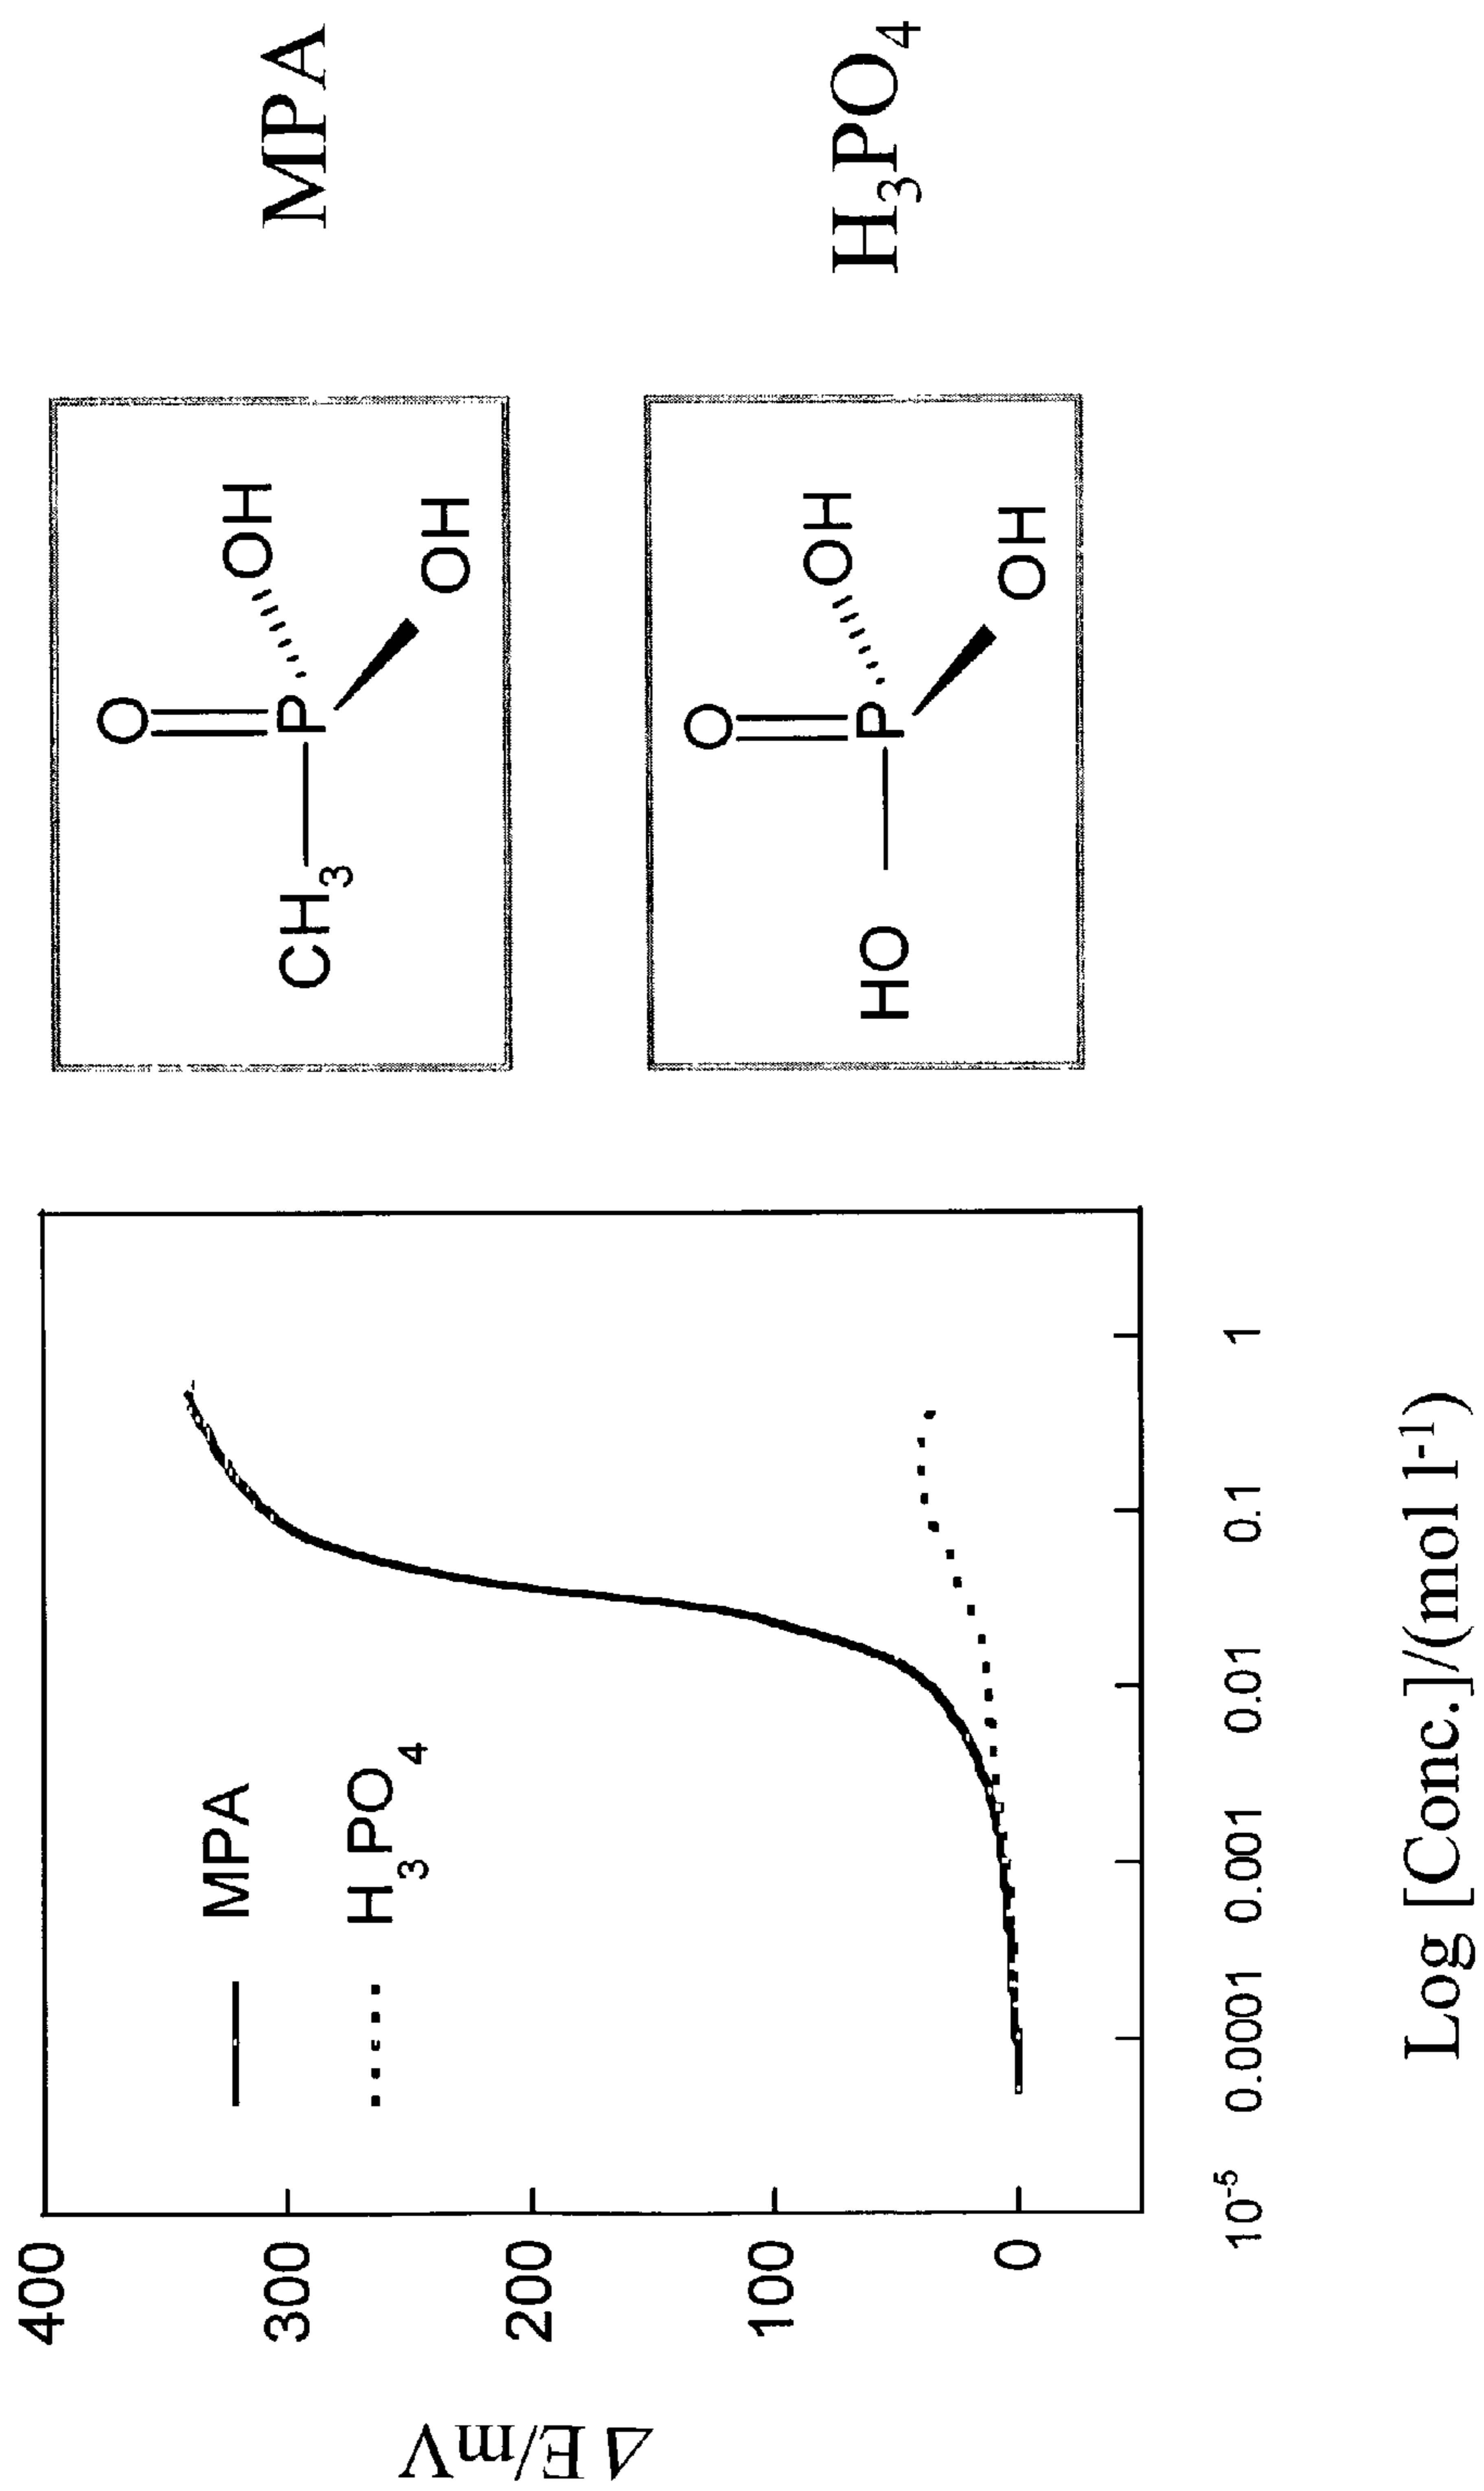 400
300
200
100
0
ΔE/mV
MPA
H₃PO₄
10⁻⁵
0.0001
0.001
0.01
0.1
1
Log [Conc.]/(mol l⁻¹)
O
CH₃
P
OH
OH
MPA
O
HO
P
OH
OH
H₃PO₄